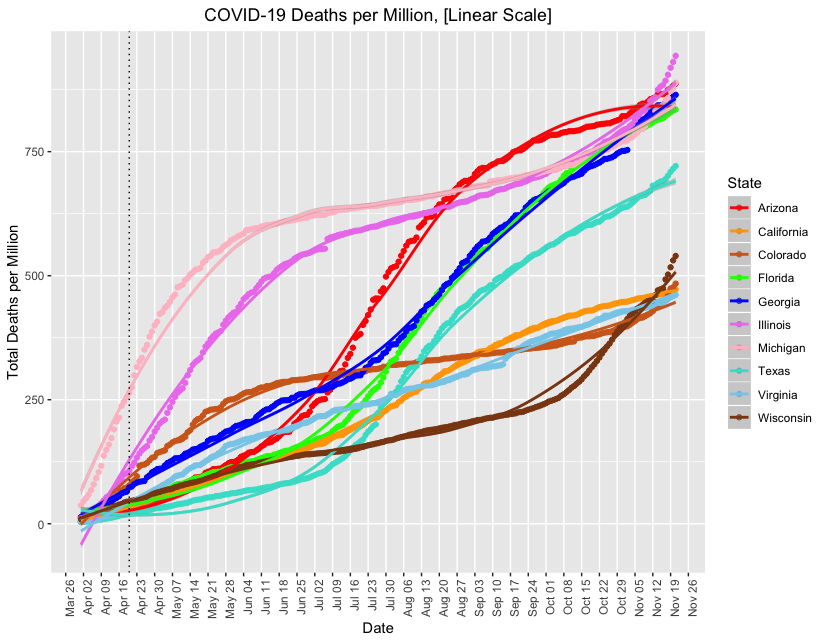 COVID-19 Deaths per Million, [Linear Scale]
Total Deaths per Million
750
500
250
0
Mar 26
Apr 02
Apr 09
Apr 16
Apr 23
Apr 30
May 07
May 14
May 21
May 28
Jun 04
Jun 11
Jun 18
Jun 25
Jul 02
Jul 09
Jul 16
Jul 23
Jul 30
Aug 06
Aug 13
Aug 20
Aug 27
Sep 03
Sep 10
Sep 17
Sep 24
Oct 01
Oct 08
Oct 15
Oct 22
Oct 29
Nov 05
Nov 12
Nov 19
Nov 26
Date
State
Arizona
California
Colorado
Florida
Georgia
Illinois
Michigan
Texas
Virginia
Wisconsin